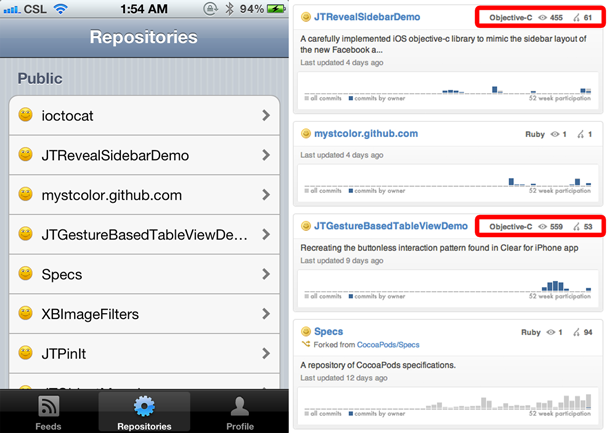 CSL 1:54 AM 94%
Repositories
Public
ioctocat
JTRevealSidebarDemo
mystcolor.github.com
JTGestureBasedTableViewDe...
Specs
XBImageFilters
JTPinIt
Feeds Repositories Profile
JTRevealSidebarDemo Objective-C 455 61
A carefully implemented iOS objective-c library to mimic the sidebar layout of
the new Facebook a...
Last updated 4 days ago
all commits commits by owner 52 week participation
mystcolor.github.com Ruby 1 1
Last updated 4 days ago
all commits commits by owner 52 week participation
JTGestureBasedTableViewDemo Objective-C 559 53
Recreating the buttonless interaction pattern found in Clear for iPhone app
Last updated 9 days ago
all commits commits by owner 52 week participation
Specs Ruby 1 94
Forked from CocoaPods/Specs
A repository of CocoaPods specifications.
Last updated 12 days ago
all commits commits by owner 52 week participation